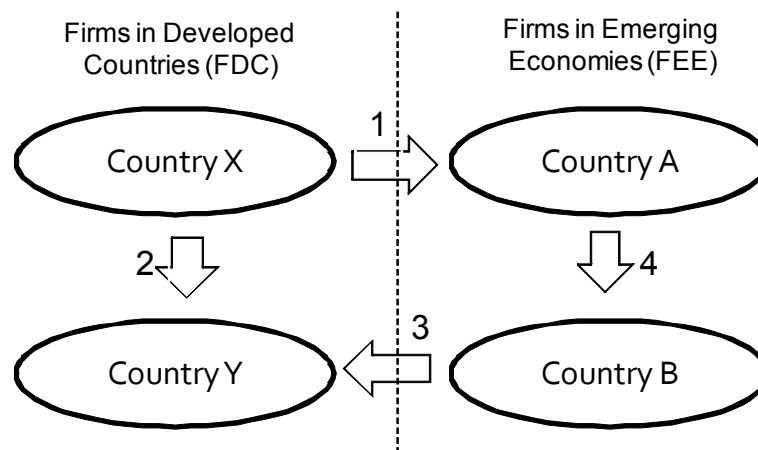 Firms in Developed
Countries (FDC)
Firms in Emerging
Economies (FEE)
1
Country X
Country A
2
4
3
Country Y
Country B